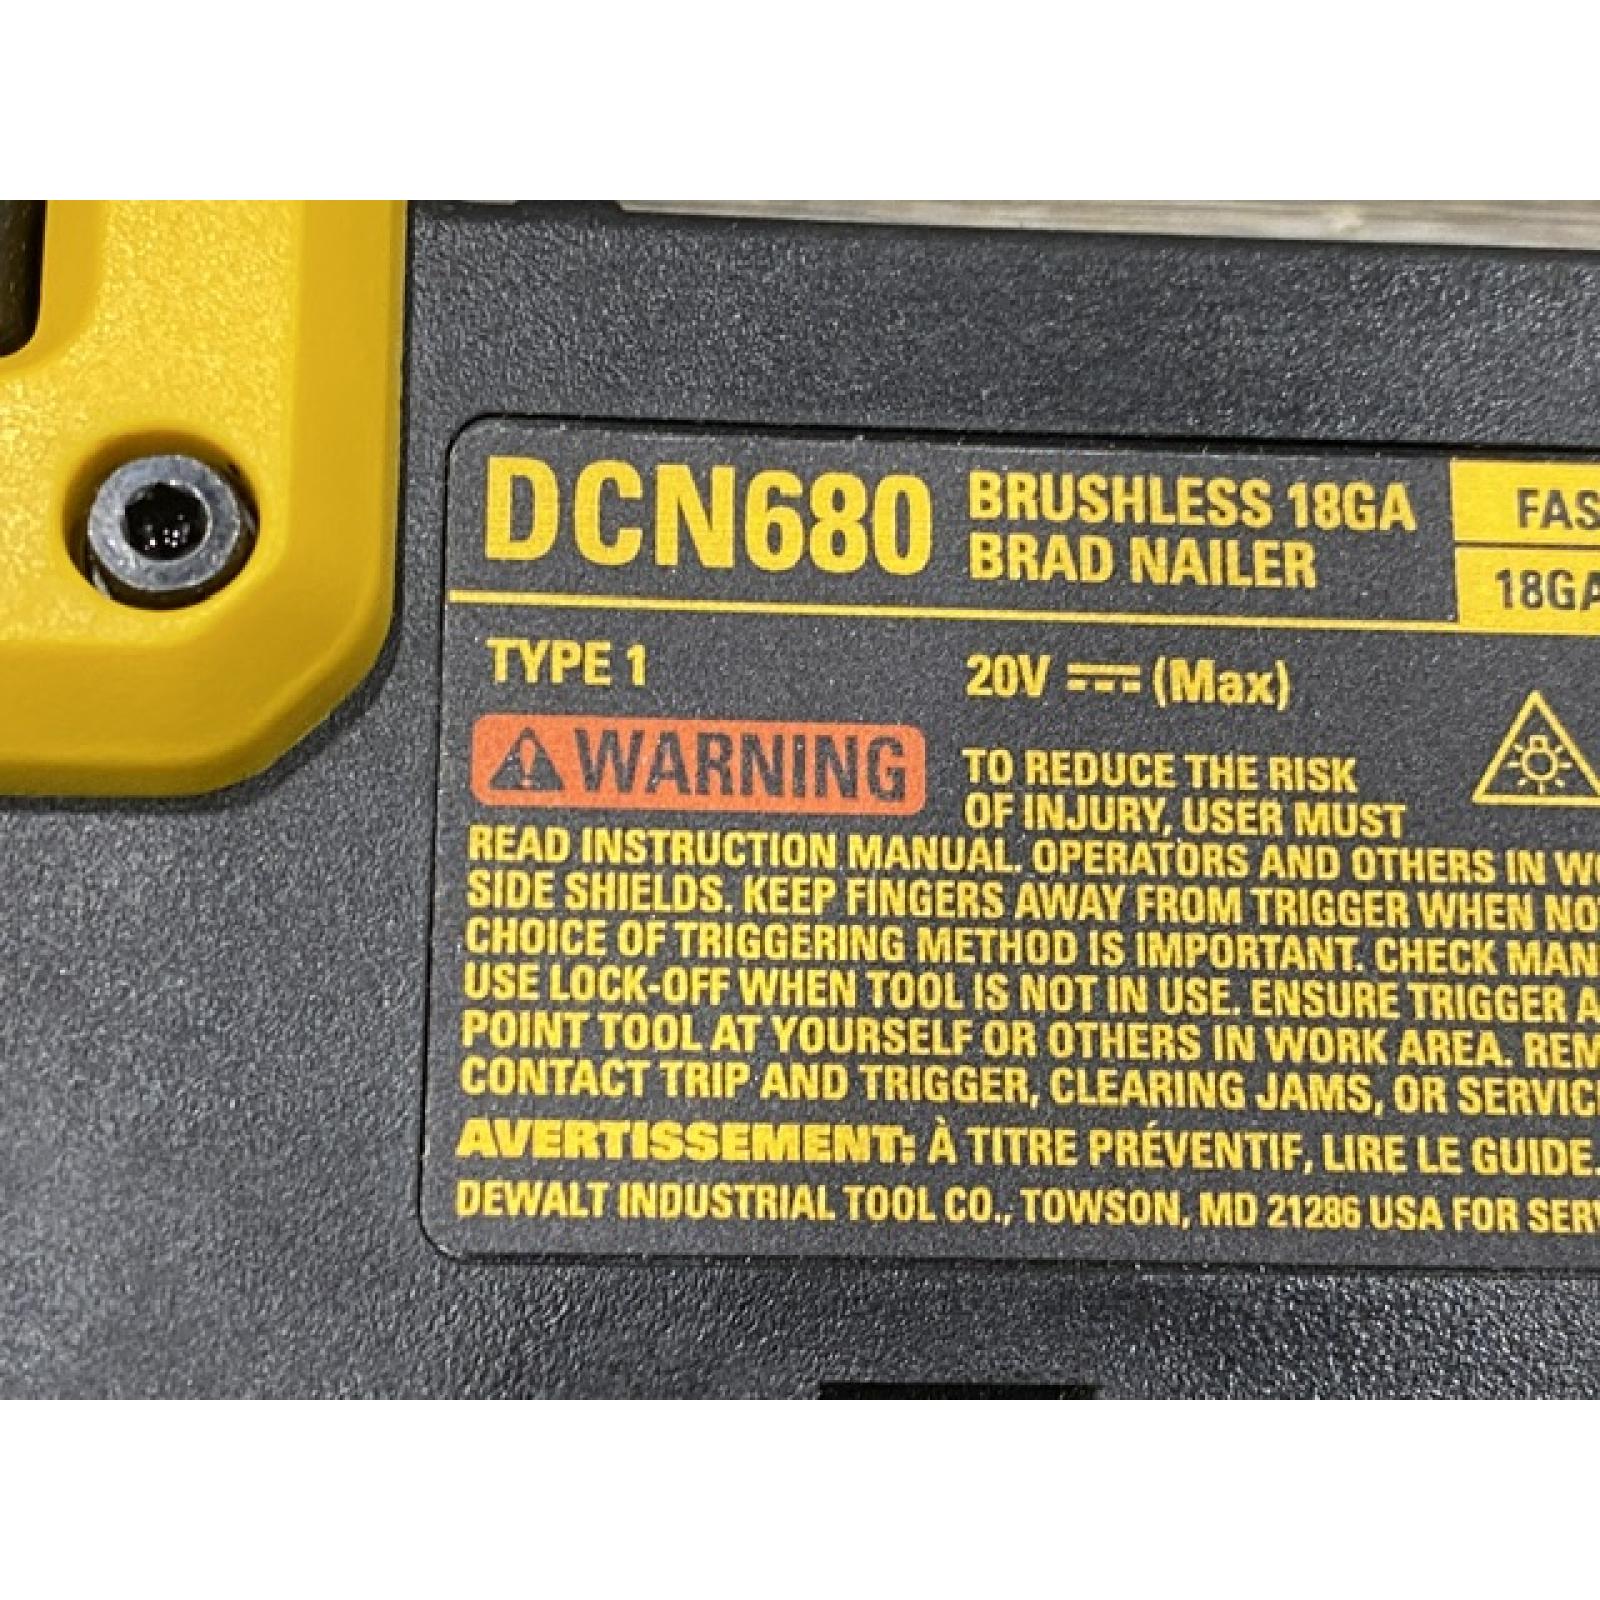 DCN680 BRUSHLESS 18GA
BRAD NAILER
18GA
TYPE 1 20V (Max)
WARNING TO REDUCE THE RISK
OF INJURY, USER MUST
READ INSTRUCTION MANUAL. OPERATORS AND OTHERS IN
SIDE SHIELDS. KEEP FINGERS AWAY FROM TRIGGER WHEN
CHOICE OF TRIGGERING METHOD IS IMPORTANT. CHECK
USE LOCK-OFF WHEN TOOL IS NOT IN USE. ENSURE TRIGGER
POINT TOOL AT YOURSELF OR OTHERS IN WORK AREA.
CONTACT TRIP AND TRIGGER, CLEARING JAMS, OR
AVERTISSEMENT: À TITRE PRÉVENTIF, LIRE LE GUIDE.
DEWALT INDUSTRIAL TOOL CO., TOWSON, MD 21286 USA FOR